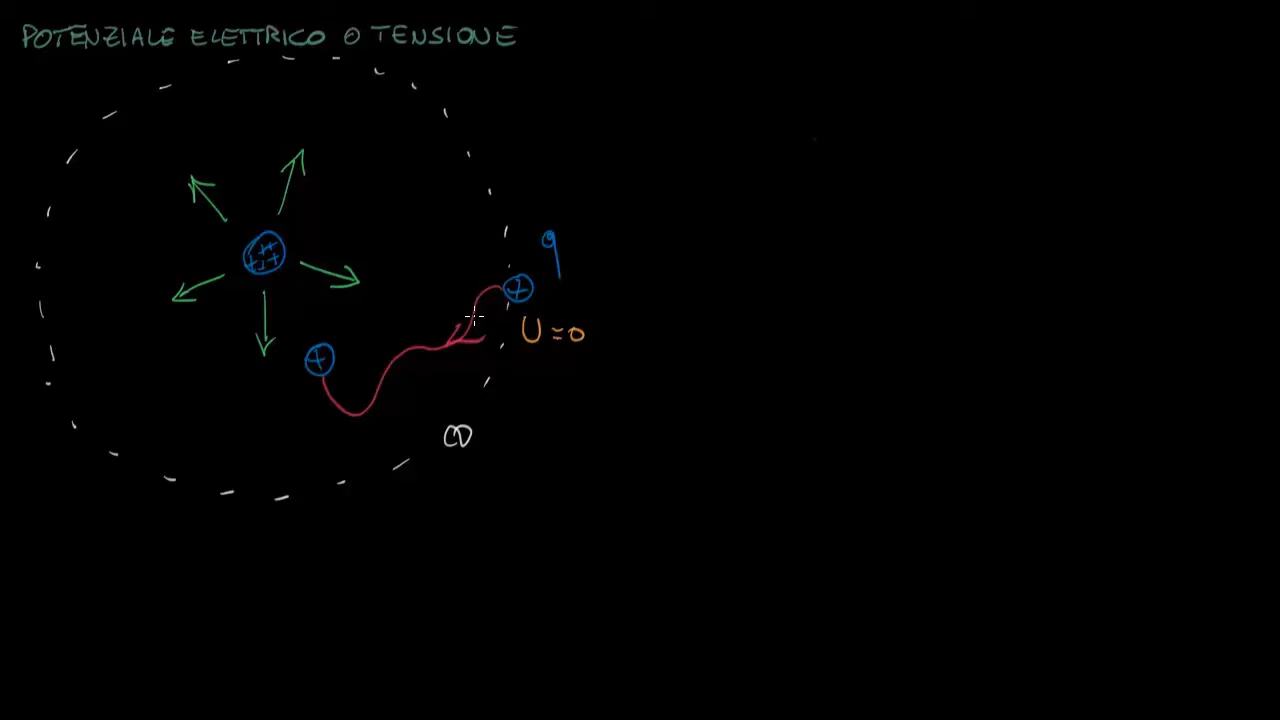 POTENZIALE ELETTRICO O TENSIONE
++ +++
q
+
U=0
+
∞